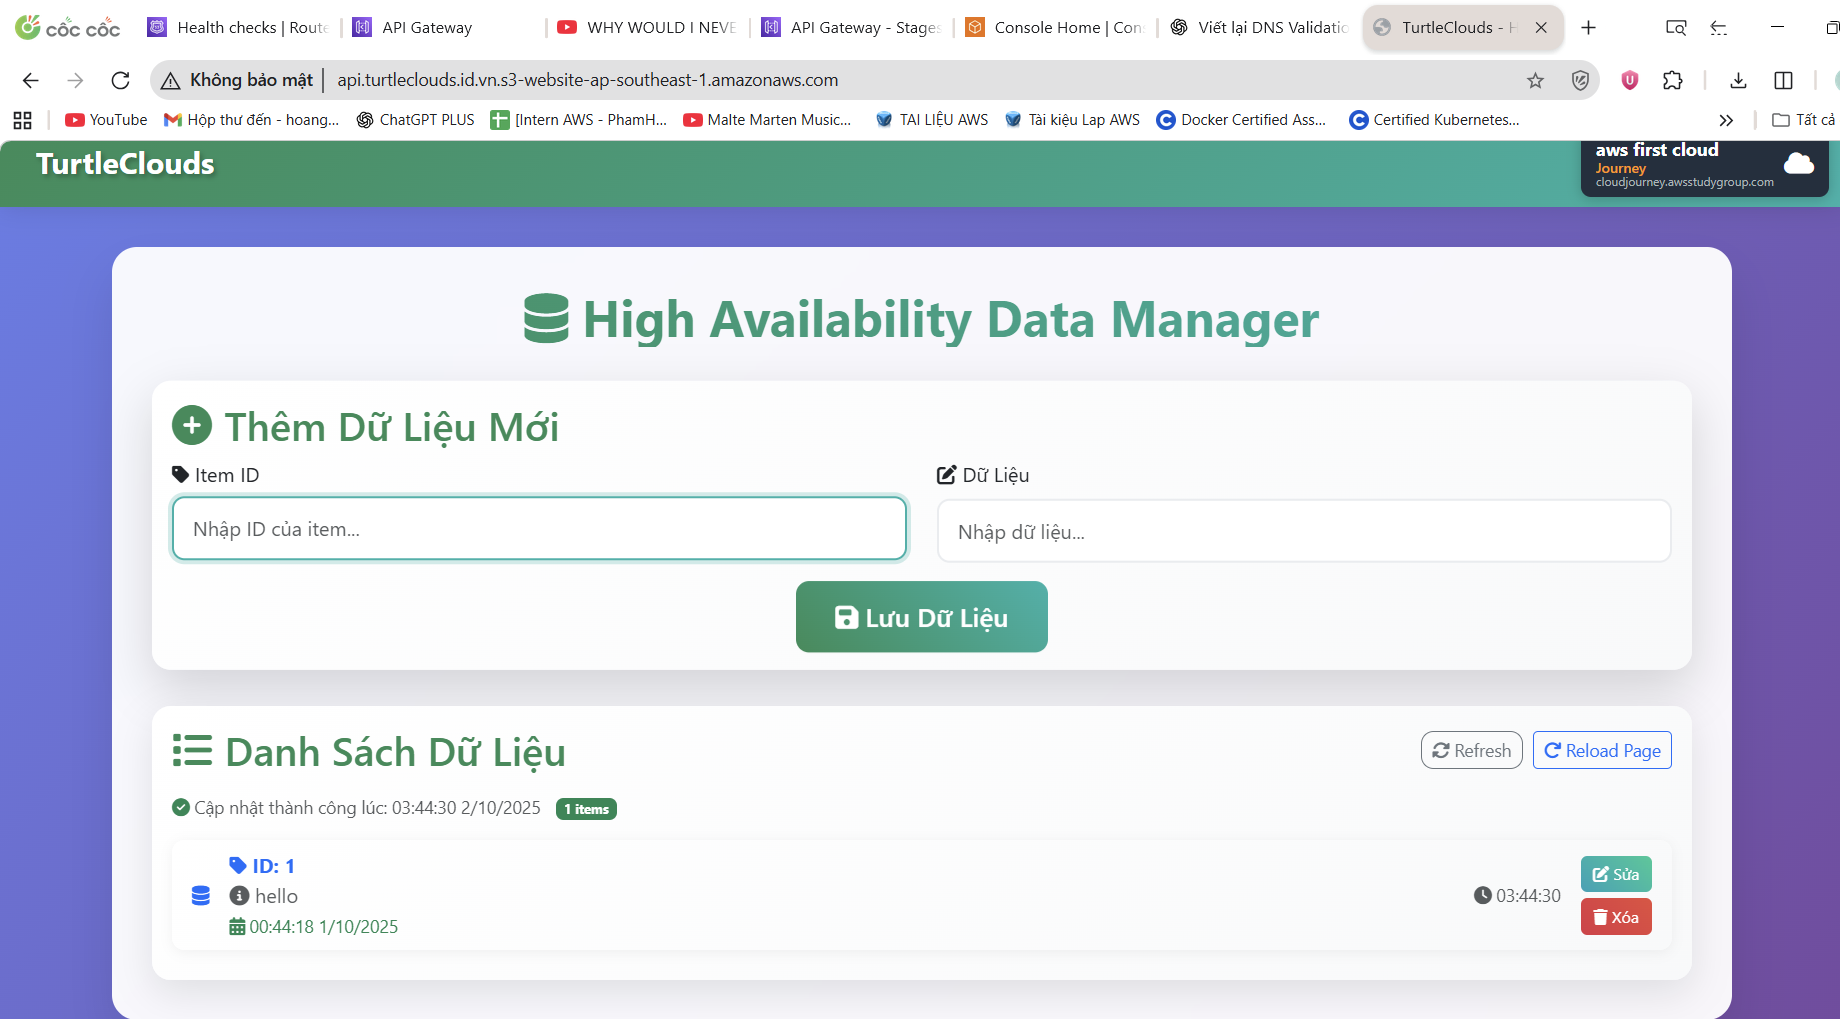 cốc cốc
Health checks | Route
API Gateway
WHY WOULD I NEVE
API Gateway - Stages
Console Home | Con
Viết lại DNS Validatio
TurtleClouds - H
Không bảo mật
api.turtleclouds.id.vn.s3-website-ap-southeast-1.amazonaws.com
YouTube
Hộp thư đến - hoang...
ChatGPT PLUS
[Intern AWS - PhamH...
Malte Marten Music...
TAI LIỆU AWS
Tài kiệu Lap AWS
Docker Certified Ass...
Certified Kubernetes...
Tất cả
TurtleClouds
aws first cloud
Journey
cloudjourney.awsstudygroup.com
High Availability Data Manager
Thêm Dữ Liệu Mới
Item ID
Dữ Liệu
Nhập ID của item...
Nhập dữ liệu...
Lưu Dữ Liệu
Danh Sách Dữ Liệu
Refresh
Reload Page
Cập nhật thành công lúc: 03:44:30 2/10/2025
1 items
ID: 1
hello
00:44:18 1/10/2025
03:44:30
Sửa
Xóa